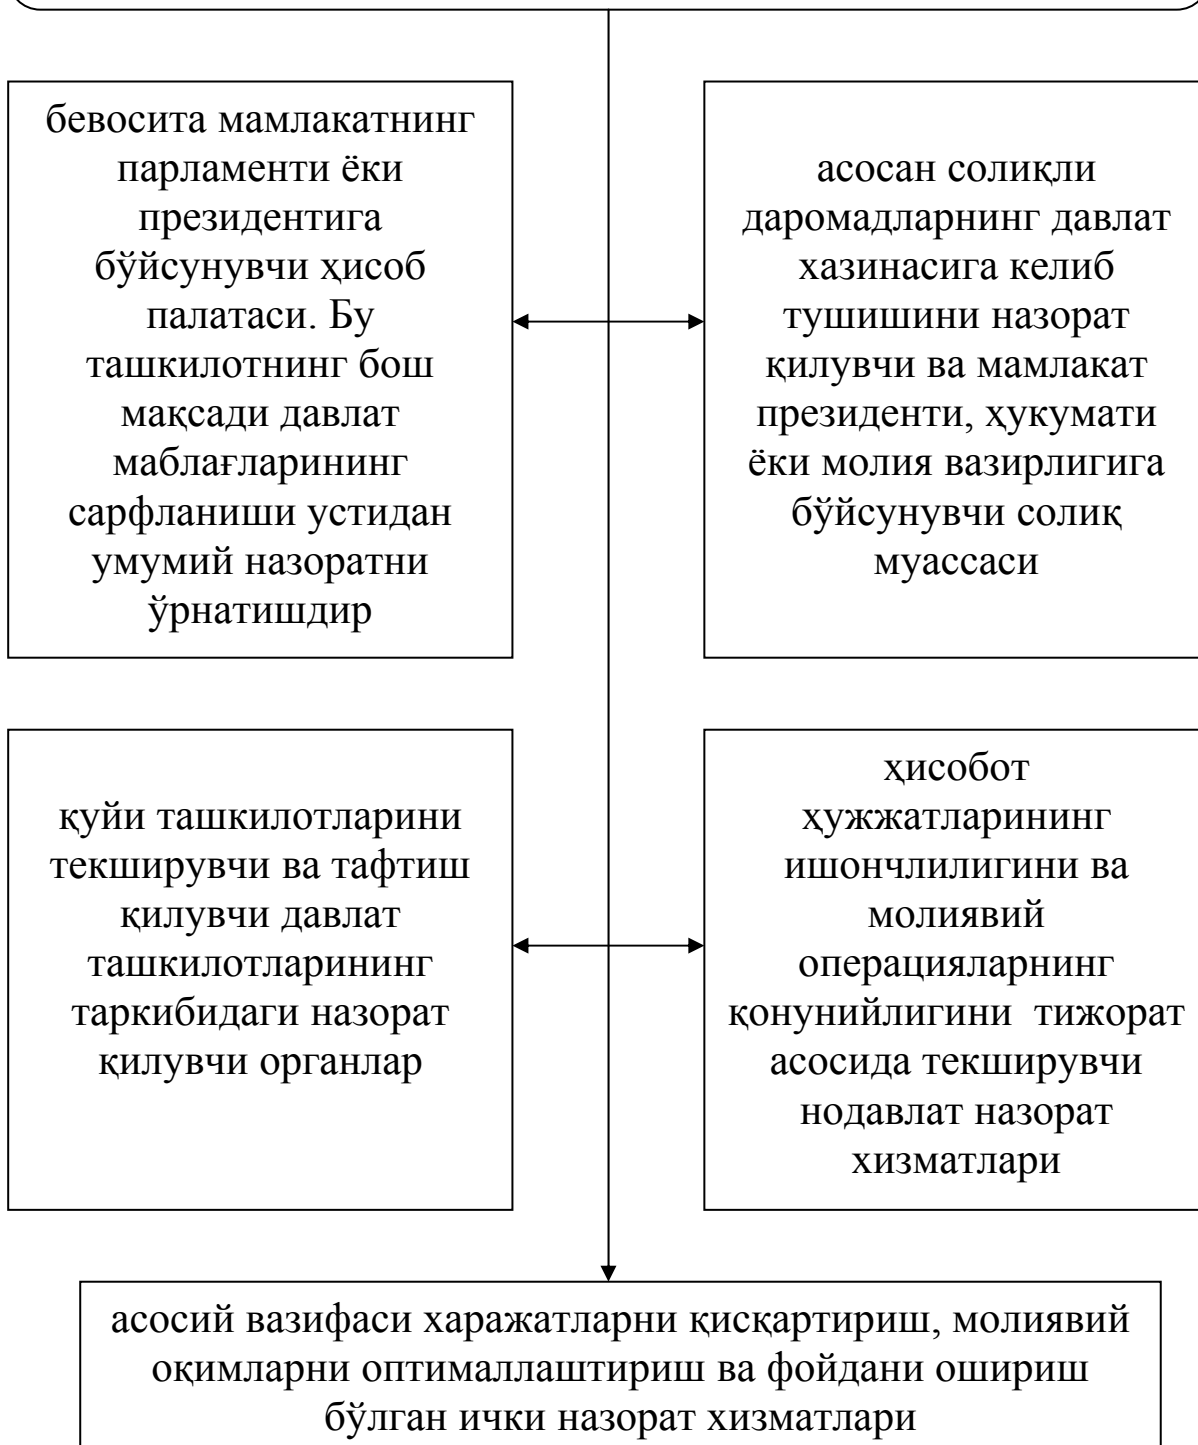 бевосита мамлакатнинг
парламенти ёки
президентига
бўйсунувчи ҳисоб
палатаси. Бу
ташкилотнинг бош
мақсади давлат
маблағларининг
сарфланиши устидан
умумий назоратни
ўрнатишдир
асосан солиқли
даромадларнинг давлат
хазинасига келиб
тушишини назорат
қилувчи ва мамлакат
президенти, ҳукумати
ёки молия вазирлигига
бўйсунувчи солиқ
муассаси
қуйи ташкилотларини
текширувчи ва тафтиш
қилувчи давлат
ташкилотларининг
таркибидаги назорат
қилувчи органлар
ҳисобот
ҳужжатларининг
ишончлилигини ва
молиявий
операцияларнинг
қонунийлигини  тижорат
асосида текширувчи
нодавлат назорат
хизматлари
асосий вазифаси харажатларни қисқартириш, молиявий
оқимларни оптималлаштириш ва фойдани ошириш
бўлган ички назорат хизматлари